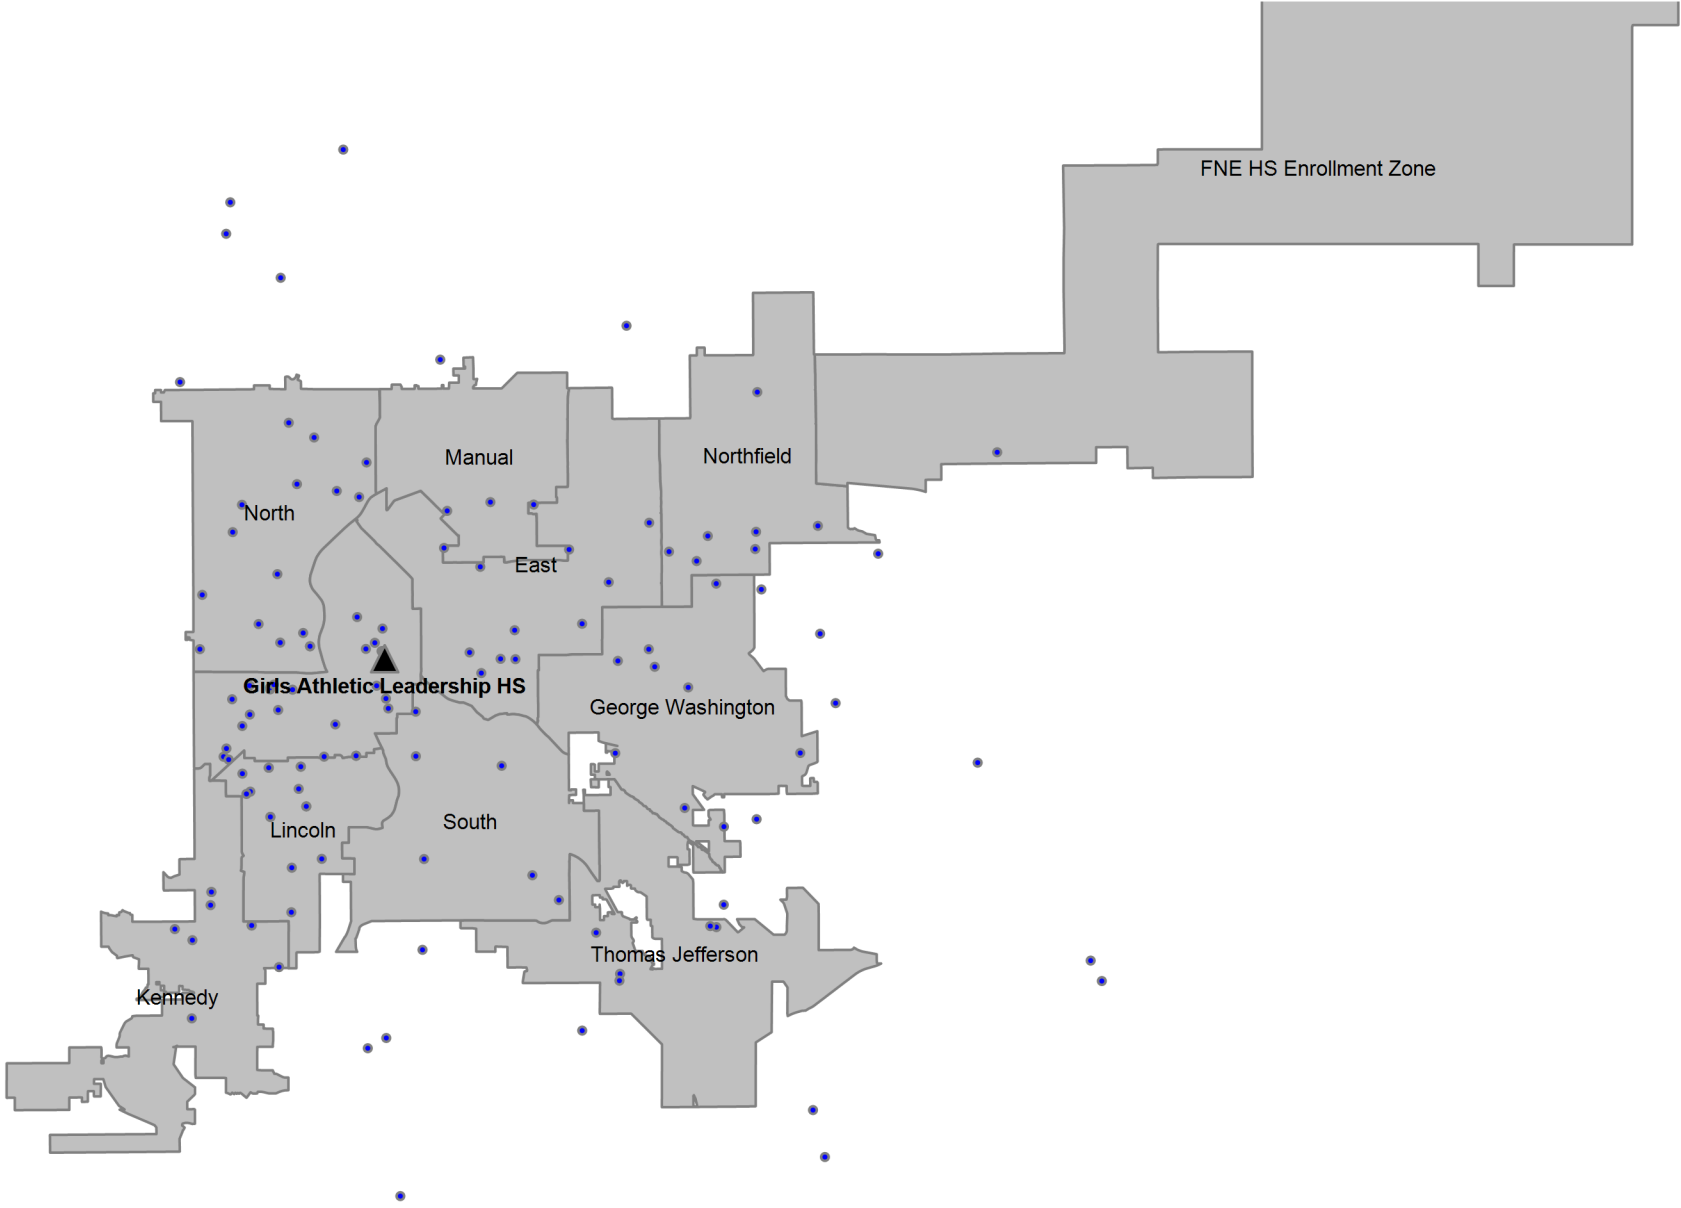 FNE HS Enrollment Zone
Manual
Northfield
North
East
Girls Athletic Leadership HS
George Washington
South
Lincoln
Thomas Jefferson
Kennedy